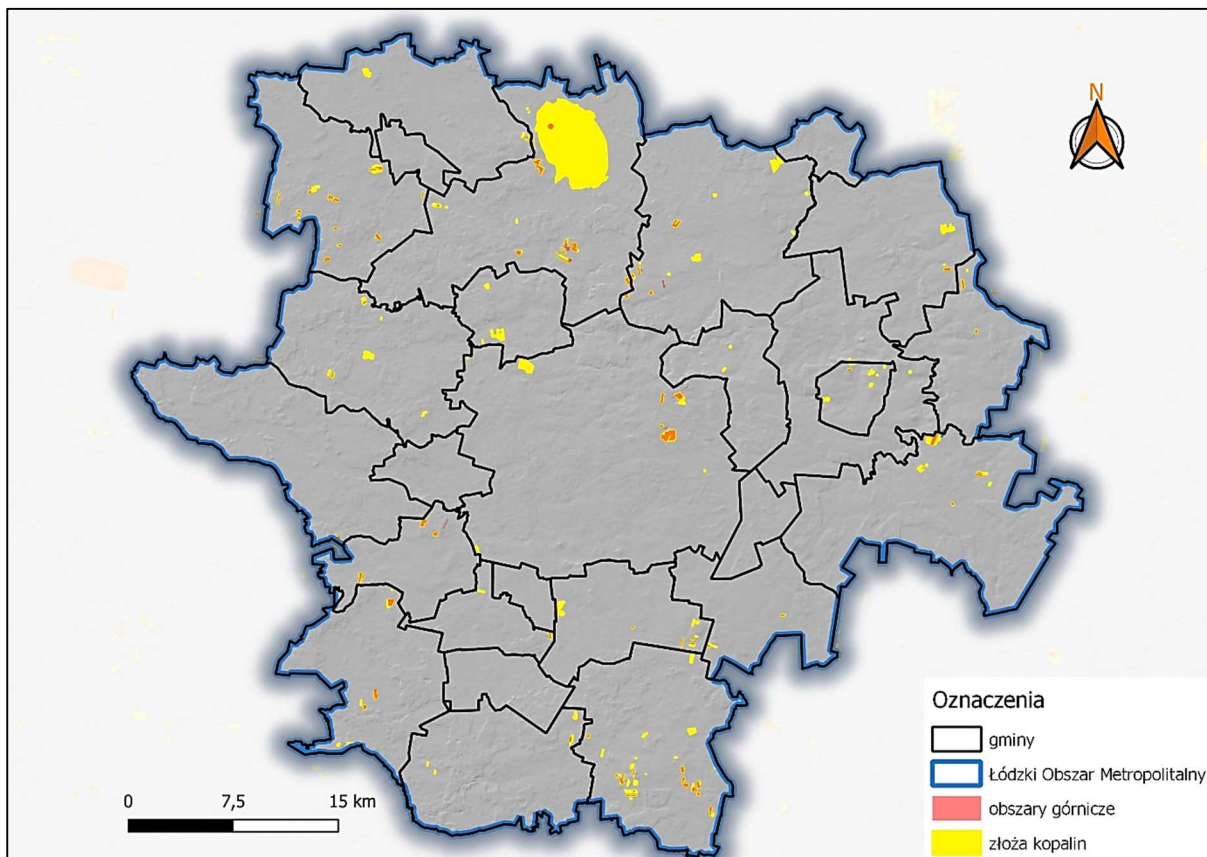 N
Oznaczenia
gminy
Łódzki Obszar Metropolitalny
obszary górnicze
złoża kopalin
0 7,5 15 km